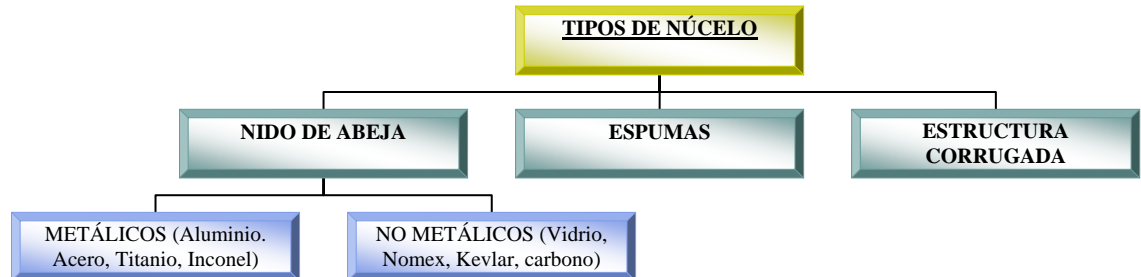 TIPOS DE NÚCELO
NIDO DE ABEJA
ESPUMAS
ESTRUCTURA
CORRUGADA
METÁLICOS (Aluminio.
Acero, Titanio, Inconel)
NO METÁLICOS (Vidrio,
Nomex, Kevlar, carbono)